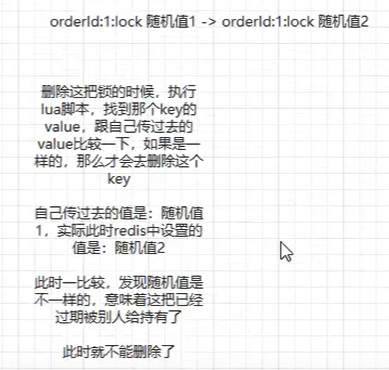 orderId:1:lock 随机值1 -> orderId:1:lock 随机值2
删除这把锁的时候，执行
lua脚本，找到那个key的
value，跟自己传过去的
value比较一下，如果是一
样的，那么才会去删除这个
key
自己传过去的值是：随机值
1，实际此时redis中设置的
值是：随机值2
此时一比较，发现随机值是
不一样的，意味着这把已经
过期被别人给持有了
此时就不能删除了